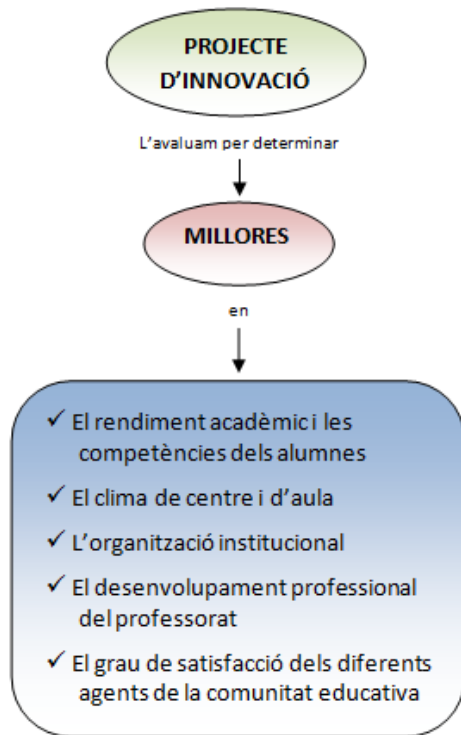 PROJECTE
D'INNOVACIÓ
L'avaluam per determinar
MILLORES
en
✓ El rendiment acadèmic i les
competències dels alumnes
✓ El clima de centre i d'aula
✓ L'organització institucional
✓ El desenvolupament professional
del professorat
✓ El grau de satisfacció dels diferents
agents de la comunitat educativa